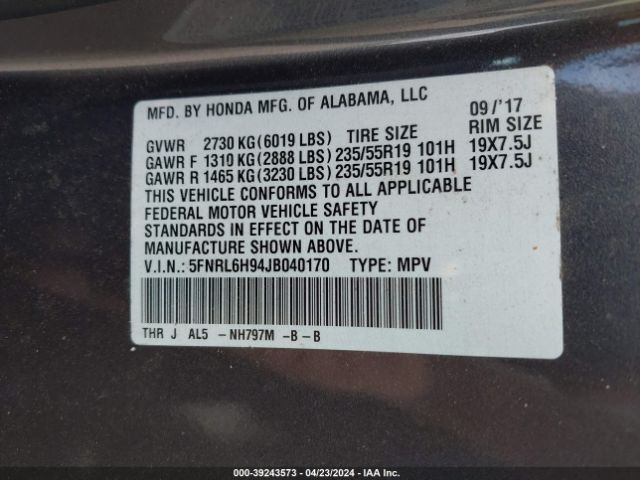 MFD. BY HONDA MFG. OF ALABAMA, LLC 09/'17
GVWR 2730 KG(6019 LBS) TIRE SIZE RIM SIZE
GAWR F 1310 KG(2888 LBS) 235/55R19 101H 19X7.5J
GAWR R 1465 KG(3230 LBS) 235/55R19 101H 19X7.5J
THIS VEHICLE CONFORMS TO ALL APPLICABLE
FEDERAL MOTOR VEHICLE SAFETY
STANDARDS IN EFFECT ON THE DATE OF
MANUFACTURE SHOWN ABOVE.
V.I.N.: 5FNRL6H94JB040170 TYPE: MPV
THR J AL5 -NH797M -B -B
000-39243573 / 04/23/2024 - IAA Inc.